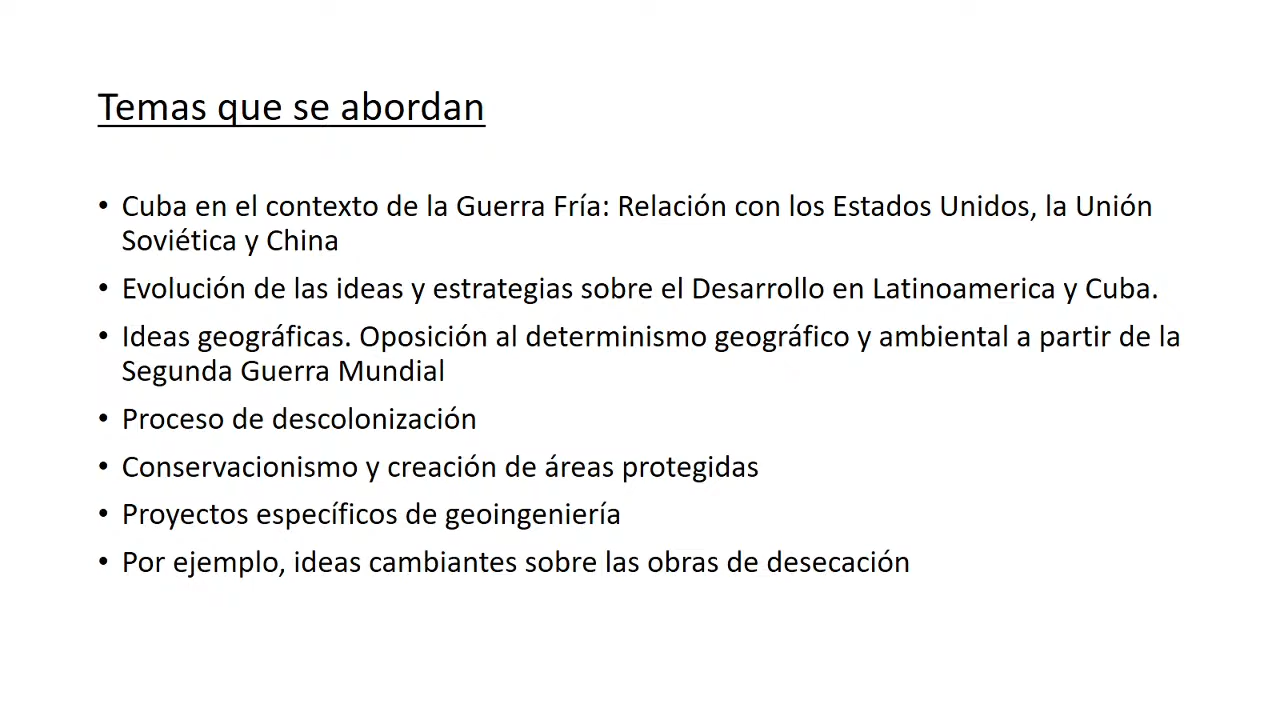 Temas que se abordan
• Cuba en el contexto de la Guerra Fría: Relación con los Estados Unidos, la Unión
Soviética y China
• Evolución de las ideas y estrategias sobre el Desarrollo en Latinoamerica y Cuba.
• Ideas geográficas. Oposición al determinismo geográfico y ambiental a partir de la
Segunda Guerra Mundial
• Proceso de descolonización
• Conservacionismo y creación de áreas protegidas
• Proyectos específicos de geoingeniería
• Por ejemplo, ideas cambiantes sobre las obras de desecación